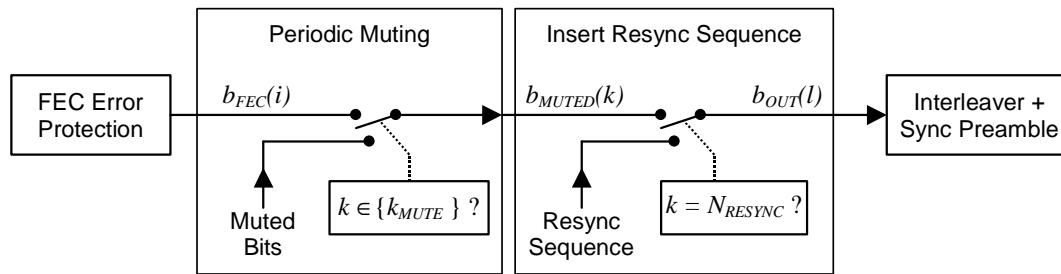 Periodic Muting
Insert Resync Sequence
FEC Error
Protection
b_FEC(i)
b_MUTED(k)
b_OUT(l)
Interleaver +
Sync Preamble
k ∈ {k_MUTE } ?
k = N_RESYNC ?
Muted
Bits
Resync
Sequence